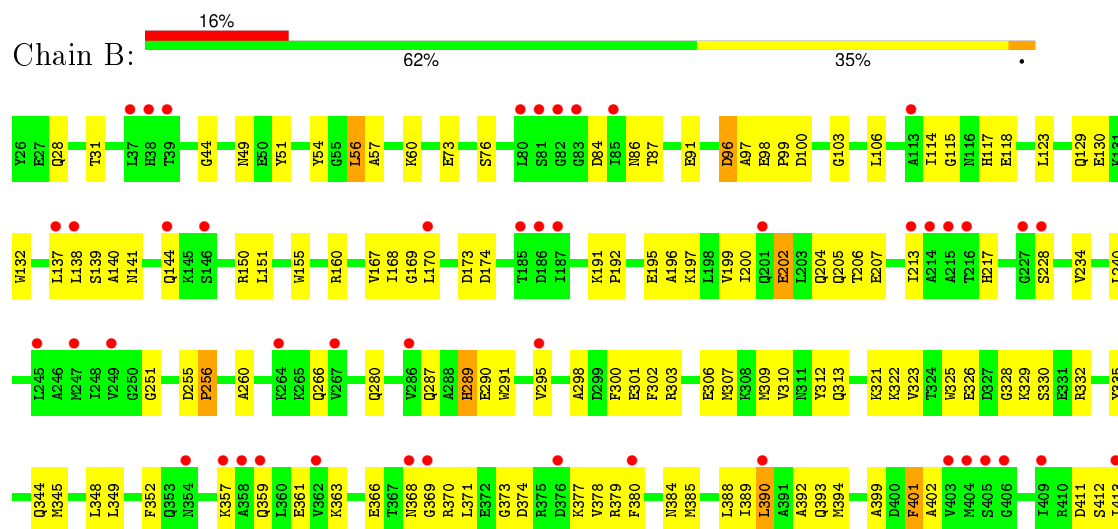 16%
Chain B:
62% 35% •
Y26 E27 Q28 T31 L37 H38 T39 G44 N49 E50 Y51 Y54 G55 L56 A57 K60 E73 S76 L80 S81 G82 G83 D84 I85 N86 T87 E91 D96 A97 E98 P99 D100 G103 L106 A113 I114 G115 N116 H117 E118 L123 Q129 E130 K131
W132 L137 L138 S139 A140 N141 Q144 K145 S146 R150 L151 W155 R160 V167 I168 G169 L170 D173 D174 T185 D186 I187 K191 P192 E195 A196 K197 L198 V199 I200 Q201 E202 L203 Q204 Q205 T206 E207 I213 A214 A215 T216 H217 G227 S228 V234 L240
L245 A246 M247 I248 V249 G250 G251 D255 P256 A260 K264 K265 Q266 V267 Q280 V286 Q287 A288 H289 E290 W291 V295 A298 D299 F300 E301 F302 R303 E306 M307 K308 M309 V310 N311 Y312 Q313 K321 K322 V323 T324 W325 E326 D327 G328 K329 S330 E331 R332 Y335
Q344 M345 L348 L349 F352 Q353 N354 K357 A358 Q359 L360 E361 V362 K363 E366 T367 N368 G369 R370 L371 E372 G373 D374 R375 D376 K377 V378 R379 F380 N384 M385 L388 I389 L390 A391 A392 Q393 M394 A399 D400 F401 A402 V403 M404 S405 G406 I409 R410 D411 S412